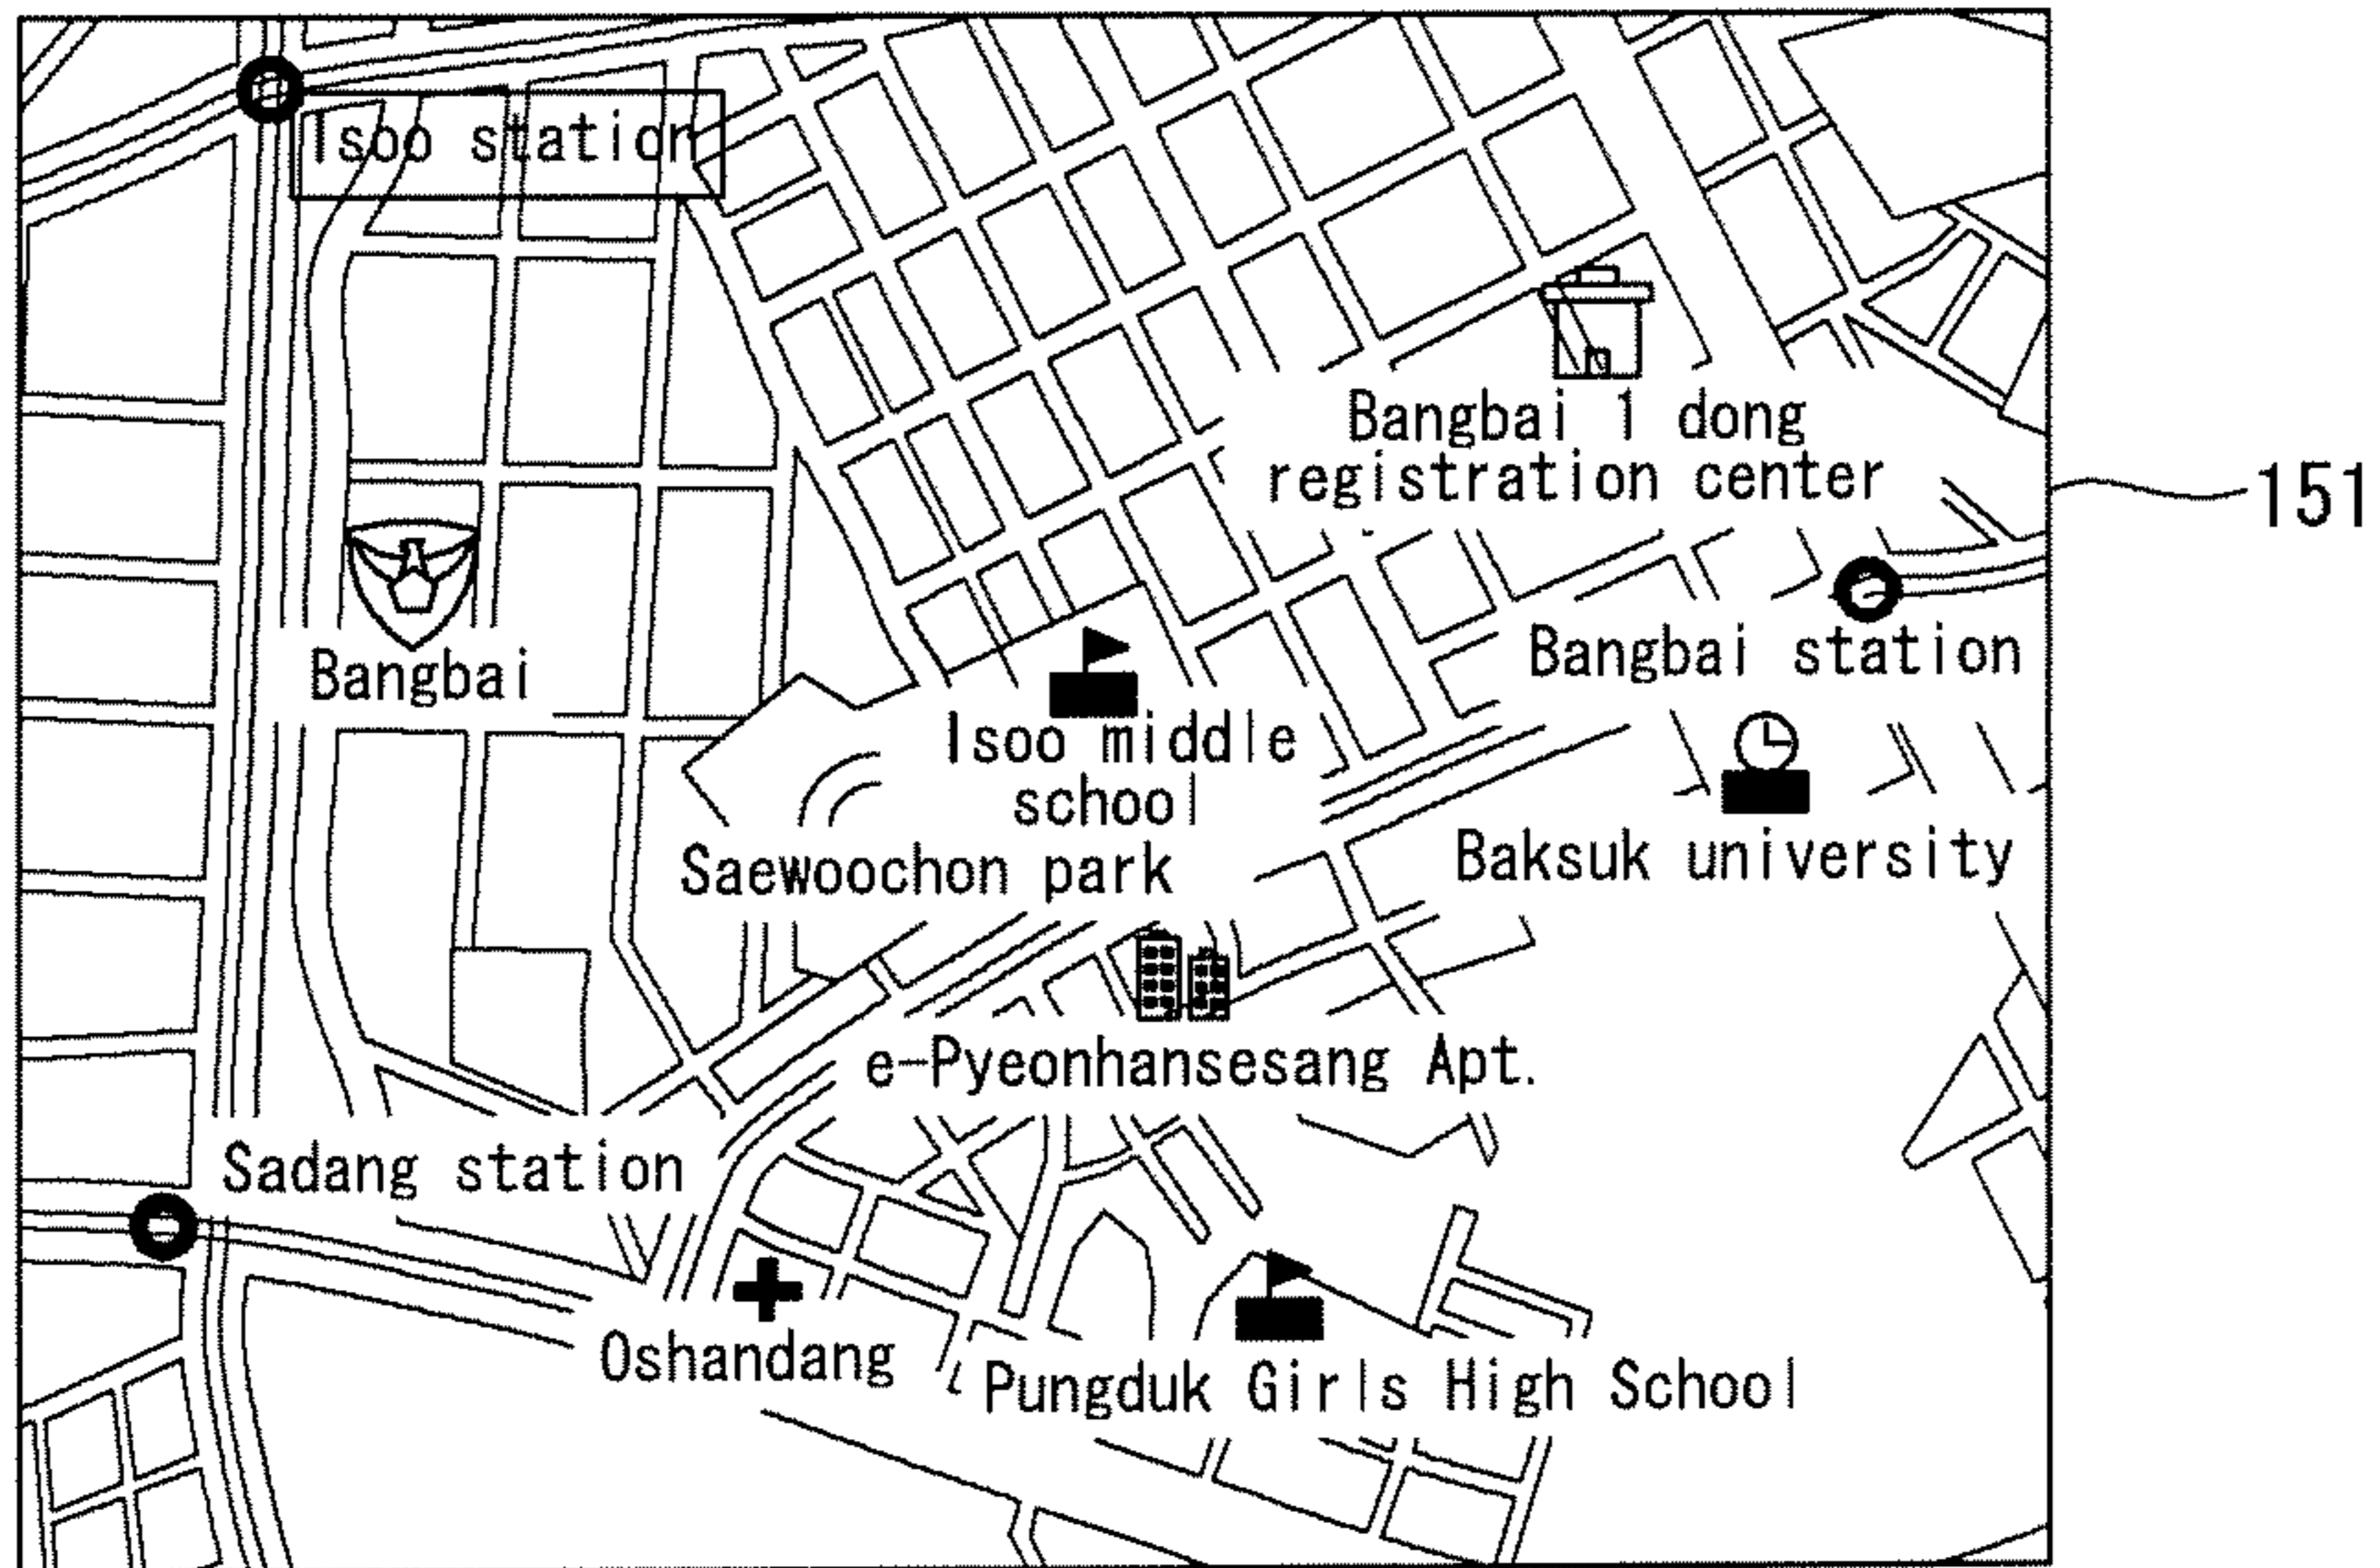 Isoo station
Bangbai 1 dong
registration center
151
Bangbai
Bangbai station
Isoo middle
school
Saewoochon park
Baksuk university
e-Pyeonhansesang Apt.
Sadang station
Oshandang
Pungduk Girls High School